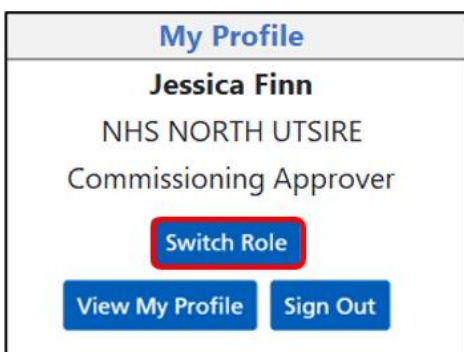 My Profile
Jessica Finn
NHS NORTH UTSIRE
Commissioning Approver
Switch Role
View My Profile Sign Out